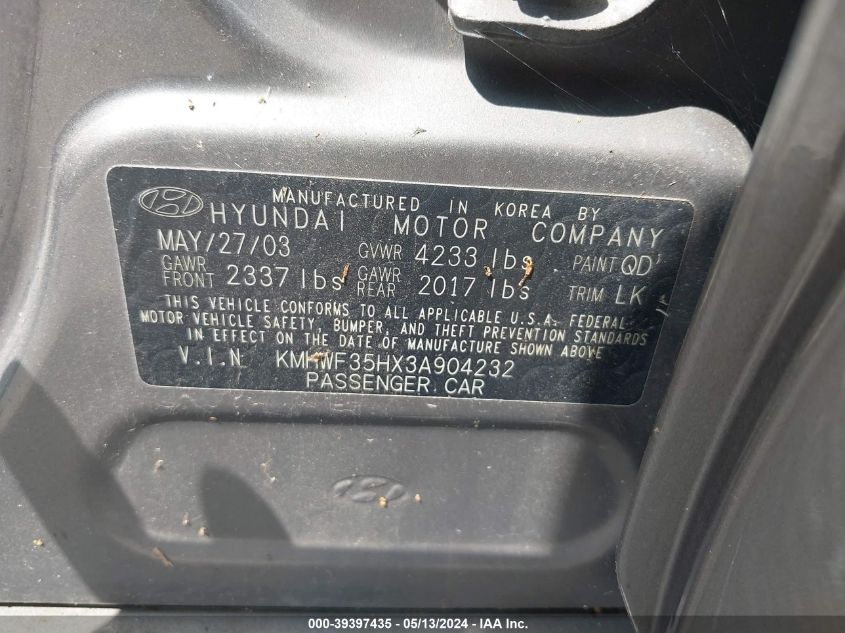 MANUFACTURED IN KOREA BY
HYUNDAI MOTOR COMPANY
MAY/27/03 GVWR 4233 lbs PAINT QD
GAWR FRONT 2337 lbs GAWR REAR 2017 lbs TRIM LK
THIS VEHICLE CONFORMS TO ALL APPLICABLE U.S.A. FEDERAL
MOTOR VEHICLE SAFETY, BUMPER, AND THEFT PREVENTION STANDARDS
IN EFFECT ON THE DATE OF MANUFACTURE SHOWN ABOVE
V.I.N KMHWF35HX3A904232
PASSENGER CAR
000-39397435 - 05/13/2024 - IAA Inc.